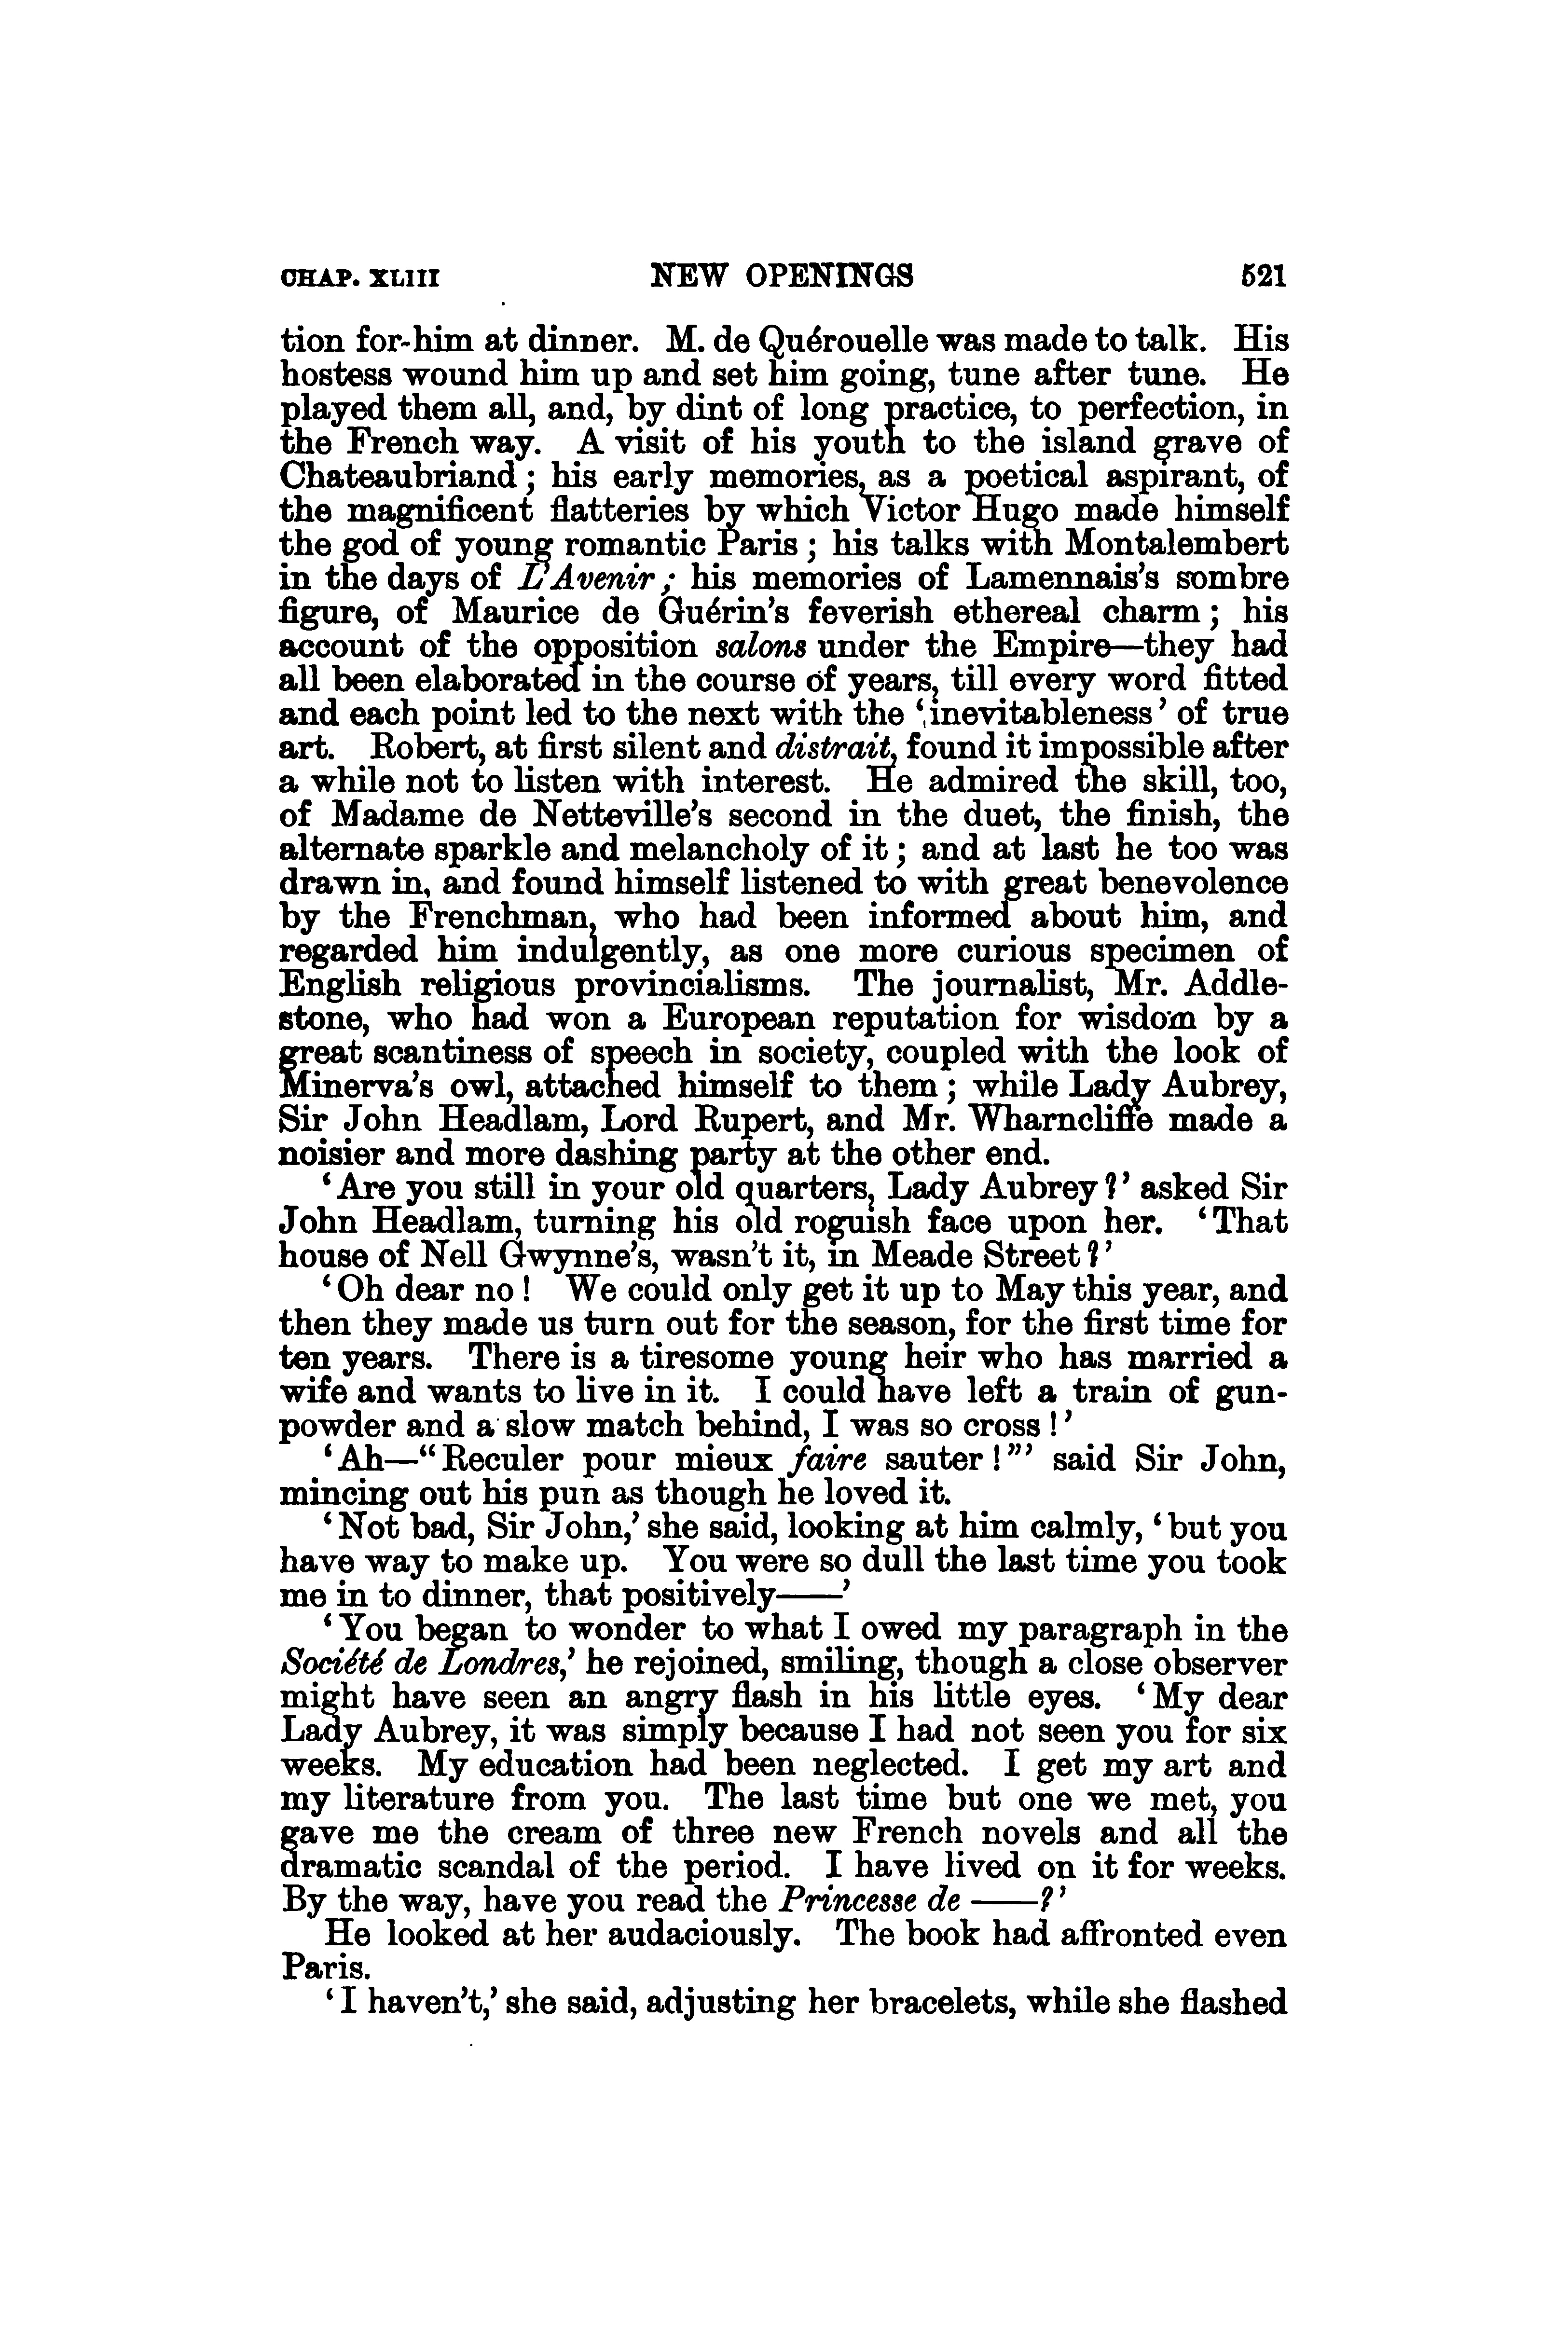 CHAP. XLIII NEW OPENINGS 521
tion for-him at dinner. M. de Quérouelle was made to talk. His
hostess wound him up and set him going, tune after tune. He
played them all, and, by dint of long practice, to perfection, in
the French way. A visit of his youth to the island grave of
Chateaubriand; his early memories, as a poetical aspirant, of
the magnificent flatteries by which Victor Hugo made himself
the god of young romantic Paris; his talks with Montalembert
in the days of L'Avenir; his memories of Lamennais's sombre
figure, of Maurice de Guérin's feverish ethereal charm; his
account of the opposition salons under the Empire—they had
all been elaborated in the course of years, till every word fitted
and each point led to the next with the 'inevitableness' of true
art. Robert, at first silent and distrait, found it impossible after
a while not to listen with interest. He admired the skill, too,
of Madame de Netteville's second in the duet, the finish, the
alternate sparkle and melancholy of it; and at last he too was
drawn in, and found himself listened to with great benevolence
by the Frenchman, who had been informed about him, and
regarded him indulgently, as one more curious specimen of
English religious provincialisms. The journalist, Mr. Addle-
stone, who had won a European reputation for wisdom by a
great scantiness of speech in society, coupled with the look of
Minerva's owl, attached himself to them; while Lady Aubrey,
Sir John Headlam, Lord Rupert, and Mr. Wharncliffe made a
noisier and more dashing party at the other end.
'Are you still in your old quarters, Lady Aubrey?' asked Sir
John Headlam, turning his old roguish face upon her. 'That
house of Nell Gwynne's, wasn't it, in Meade Street?'
'Oh dear no! We could only get it up to May this year, and
then they made us turn out for the season, for the first time for
ten years. There is a tiresome young heir who has married a
wife and wants to live in it. I could have left a train of gun-
powder and a slow match behind, I was so cross!'
'Ah—"Reculer pour mieux faire sauter!"' said Sir John,
mincing out his pun as though he loved it.
'Not bad, Sir John,' she said, looking at him calmly, 'but you
have way to make up. You were so dull the last time you took
me in to dinner, that positively——'
'You began to wonder to what I owed my paragraph in the
Société de Londres,' he rejoined, smiling, though a close observer
might have seen an angry flash in his little eyes. 'My dear
Lady Aubrey, it was simply because I had not seen you for six
weeks. My education had been neglected. I get my art and
my literature from you. The last time but one we met, you
gave me the cream of three new French novels and all the
dramatic scandal of the period. I have lived on it for weeks.
By the way, have you read the Princesse de ——?'
He looked at her audaciously. The book had affronted even
Paris.
'I haven't,' she said, adjusting her bracelets, while she flashed